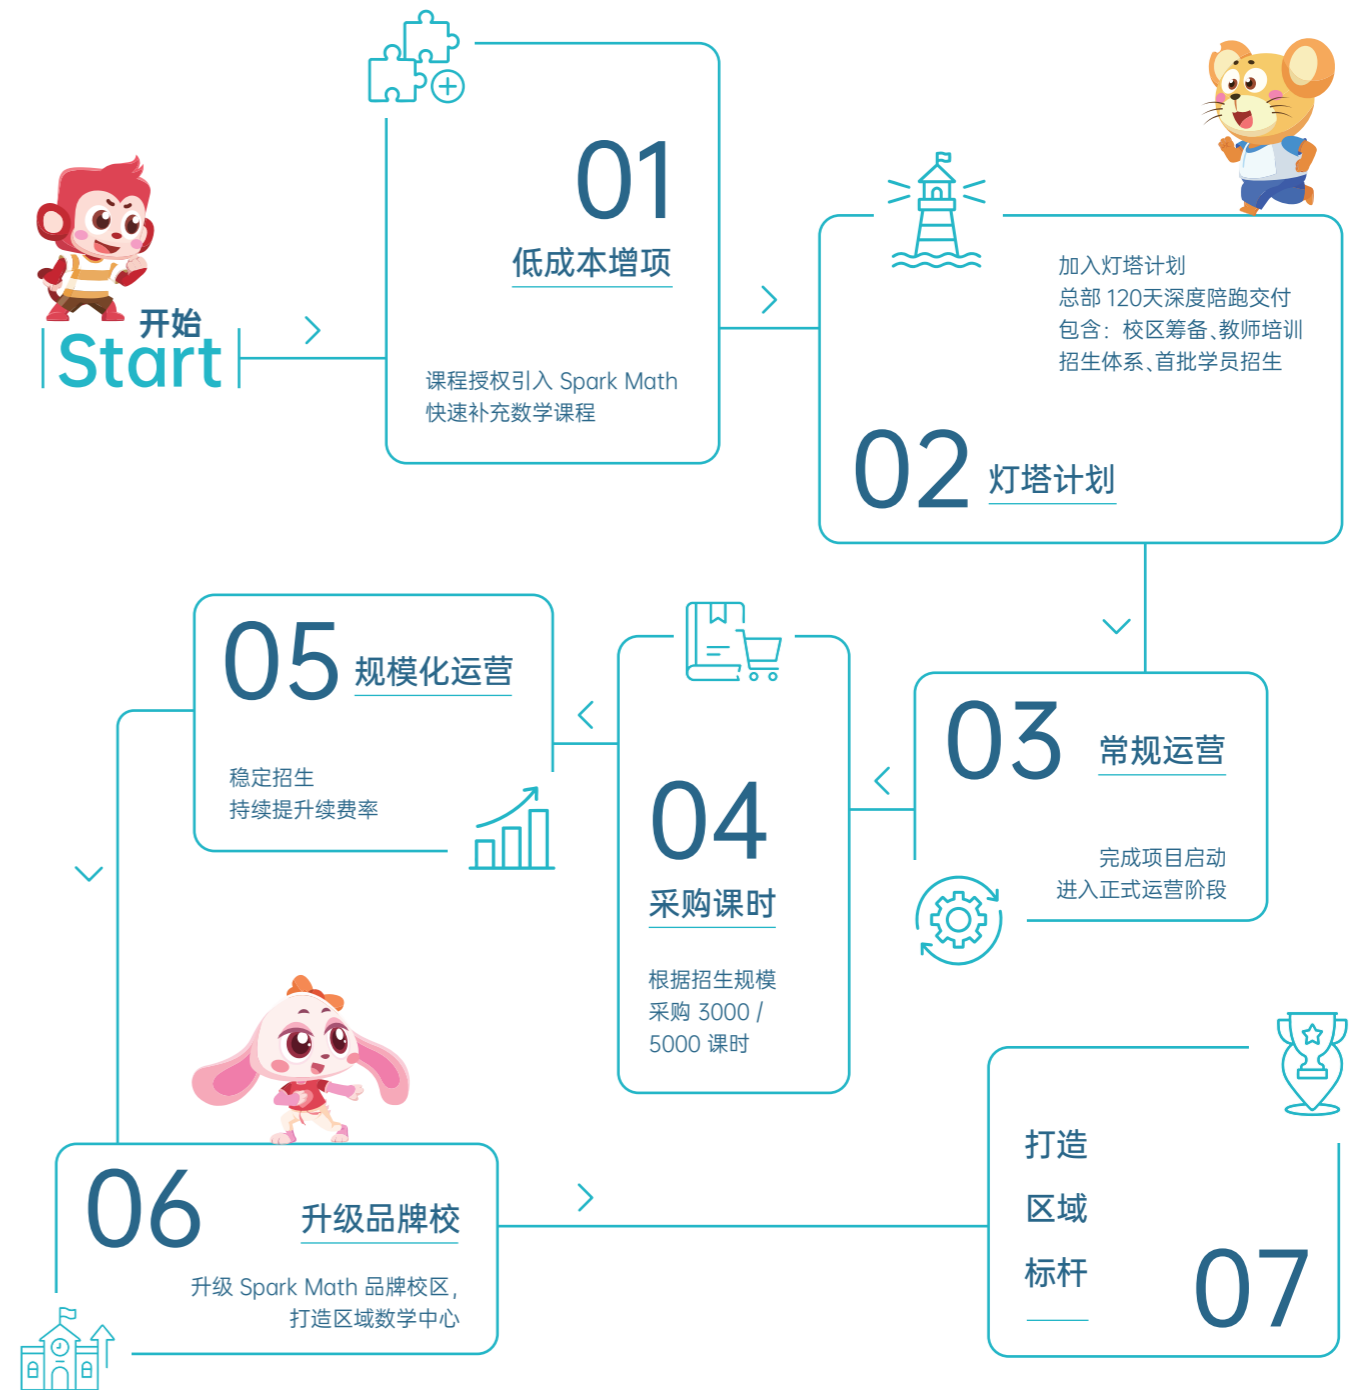 开始
Start
01
低成本增项
课程授权引入 Spark Math
快速补充数学课程
加入灯塔计划
总部 120天深度陪跑交付
包含：校区筹备、教师培训
招生体系、首批学员招生
02 灯塔计划
03 常规运营
完成项目启动
进入正式运营阶段
04
采购课时
根据招生规模
采购 3000 /
5000 课时
05 规模化运营
稳定招生
持续提升续费率
06 升级品牌校
升级 Spark Math 品牌校区，
打造区域数学中心
打造
区域
标杆
07